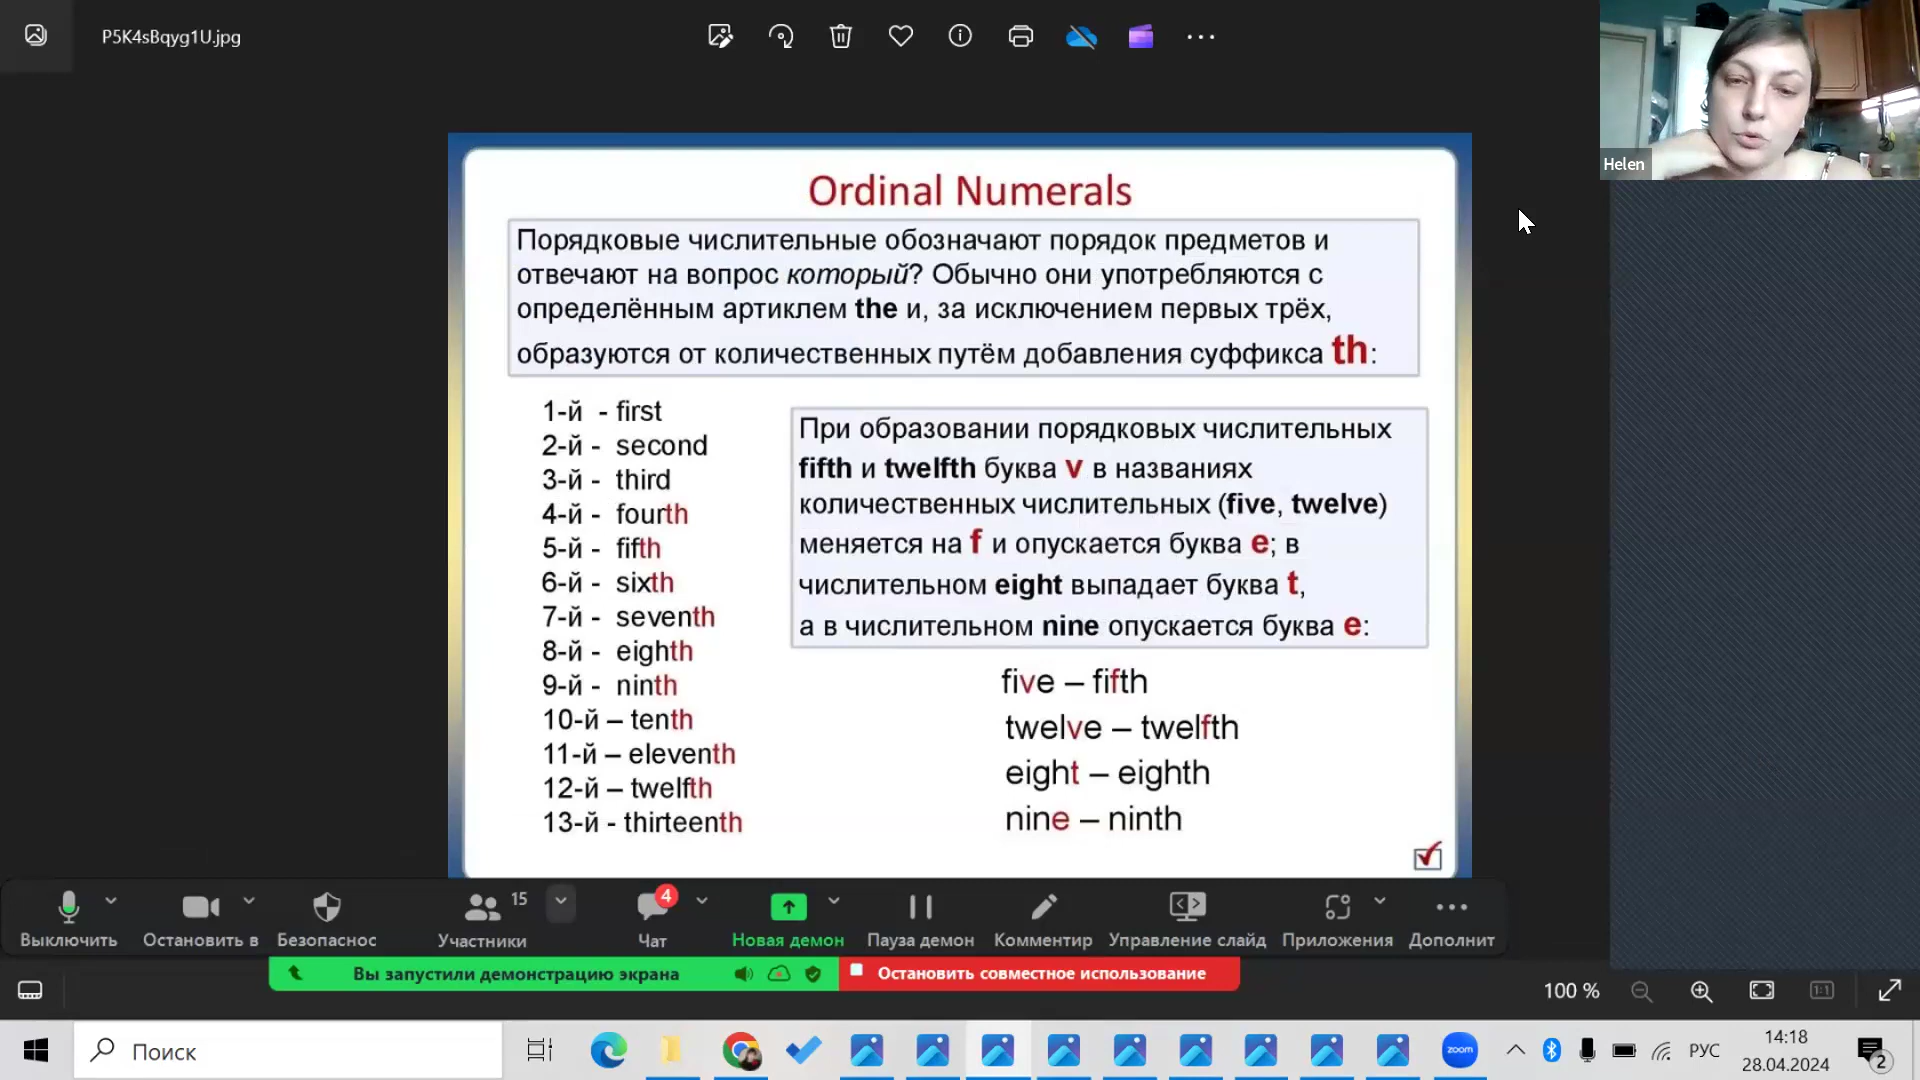 P5K4sBqyg1U.jpg
Helen
Ordinal Numerals
Порядковые числительные обозначают порядок предметов и
отвечают на вопрос который? Обычно они употребляются с
определённым артиклем the и, за исключением первых трёх,
образуются от количественных путём добавления суффикса th:
1-й - first
2-й - second
3-й - third
4-й - fourth
5-й - fifth
6-й - sixth
7-й - seventh
8-й - eighth
9-й - ninth
10-й – tenth
11-й – eleventh
12-й – twelfth
13-й - thirteenth
При образовании порядковых числительных
fifth и twelfth буква v в названиях
количественных числительных (five, twelve)
меняется на f и опускается буква e; в
числительном eight выпадает буква t,
а в числительном nine опускается буква e:
five – fifth
twelve – twelfth
eight – eighth
nine – ninth
15
4
Выключить Остановить в Безопаснос Участники Чат Новая демон Пауза демон Комментир Управление слайд Приложения Дополнит
Вы запустили демонстрацию экрана Остановить совместное использование
100 % 1:1
Поиск zoom РУС 14:18
28.04.2024 2